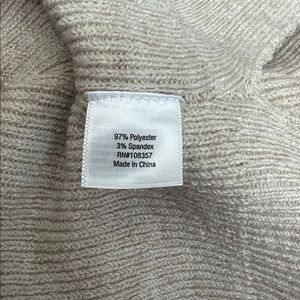 97% Polyester
3% Spandex
RN#108357
Made In China